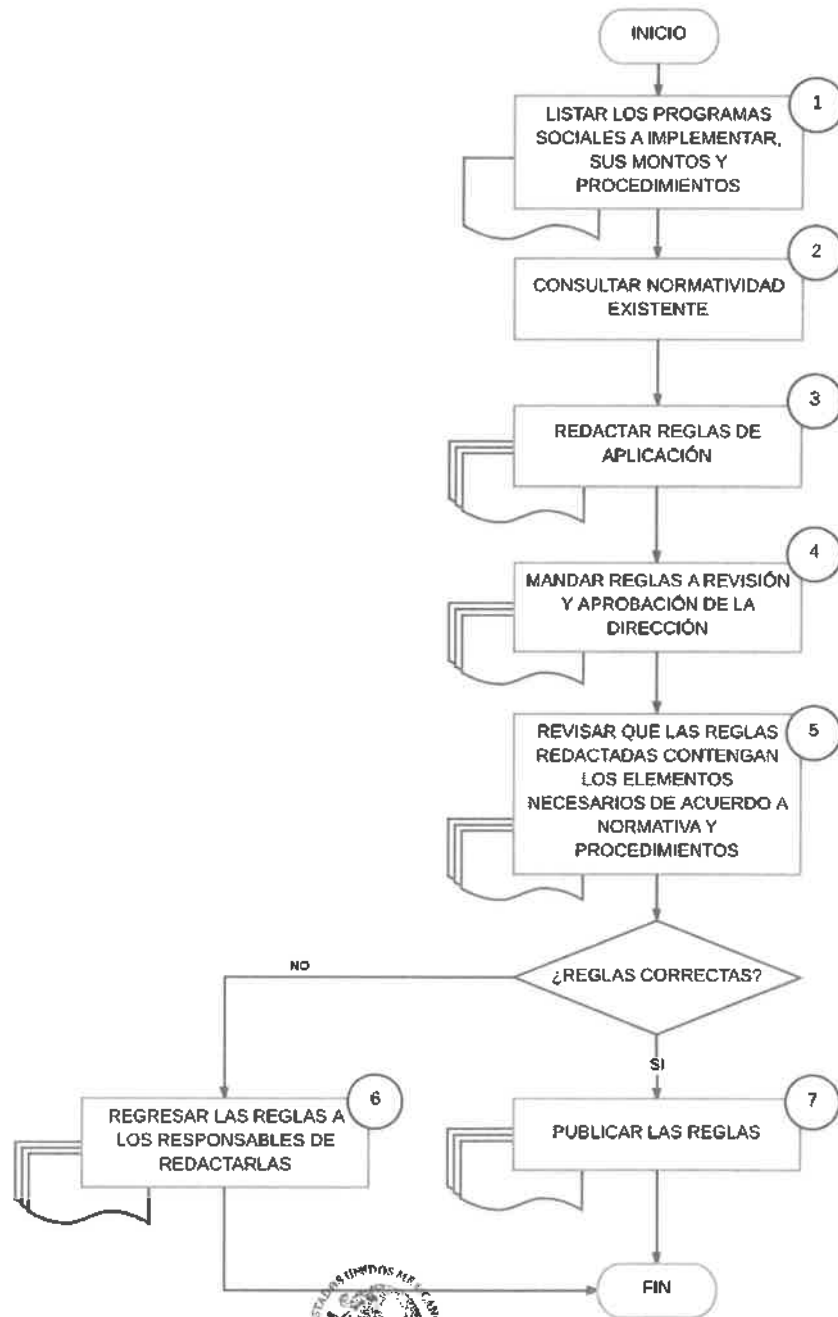 INICIO
1
LISTAR LOS PROGRAMAS
SOCIALES A IMPLEMENTAR,
SUS MONTOS Y
PROCEDIMIENTOS
2
CONSULTAR NORMATIVIDAD
EXISTENTE
3
REDACTAR REGLAS DE
APLICACIÓN
4
MANDAR REGLAS A REVISIÓN
Y APROBACIÓN DE LA
DIRECCIÓN
5
REVISAR QUE LAS REGLAS
REDACTADAS CONTENGAN
LOS ELEMENTOS
NECESARIOS DE ACUERDO A
NORMATIVA Y
PROCEDIMIENTOS
¿REGLAS CORRECTAS?
NO
SI
6
REGRESAR LAS REGLAS A
LOS RESPONSABLES DE
REDACTARLAS
7
PUBLICAR LAS REGLAS
FIN
UNIDOS